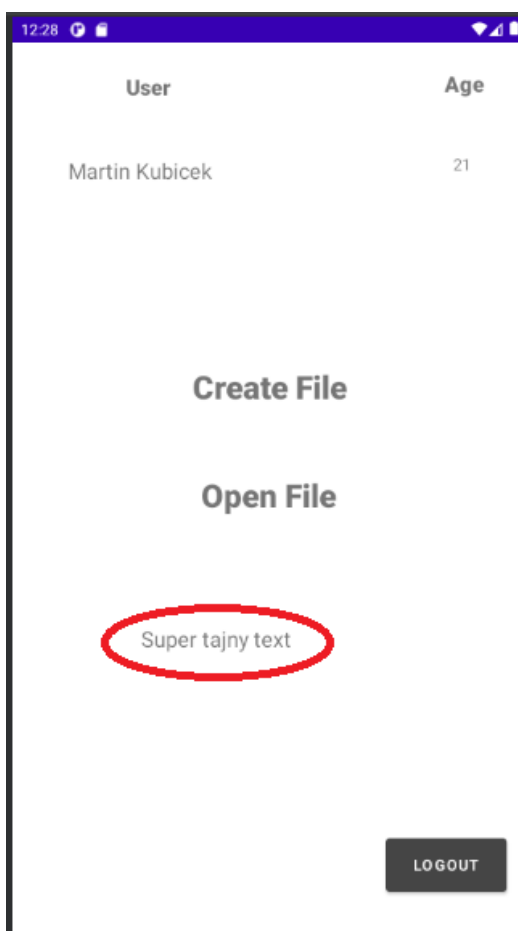 12:28
User Age
Martin Kubicek 21
Create File
Open File
Super tajny text
LOGOUT